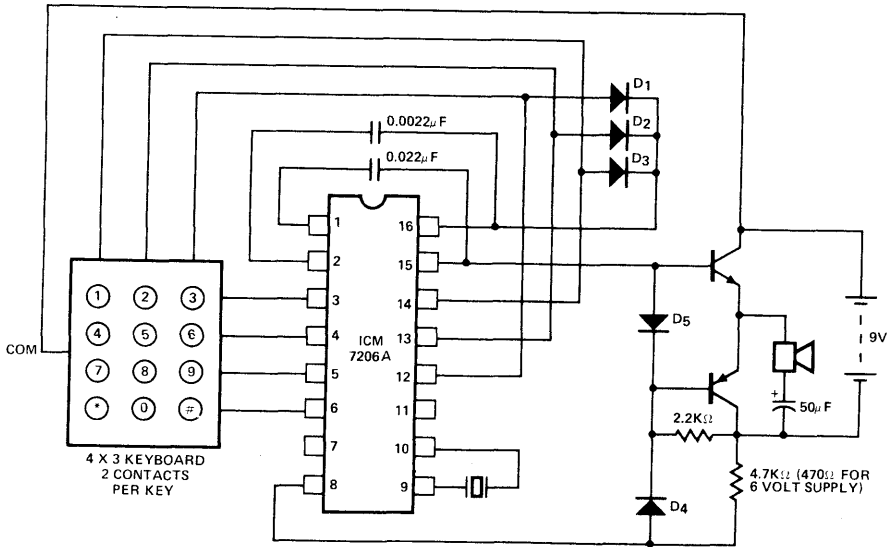 0.0022µF
0.022µF
D1
D2
D3
1 16
2 15
3 14
4 13
5 12
6 11
7 10
8 9
ICM
7206A
COM
1 2 3
4 5 6
7 8 9
* 0 #
4 X 3 KEYBOARD
2 CONTACTS
PER KEY
D5
D4
9V
+
50µF
2.2KΩ
4.7KΩ (470Ω FOR
6 VOLT SUPPLY)